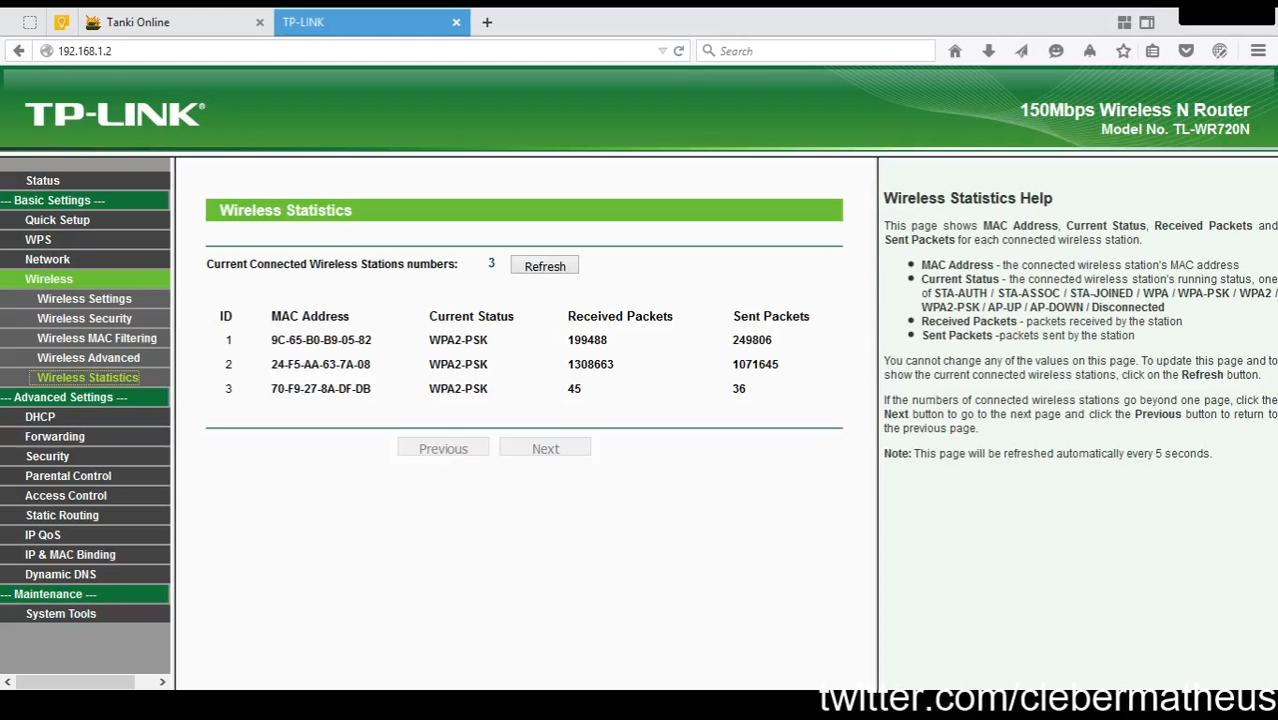 Tanki Online
TP-LINK
192.168.1.2
Search
TP-LINK®
150Mbps Wireless N Router
Model No. TL-WR720N
Status
--- Basic Settings ---
Quick Setup
WPS
Network
Wireless
Wireless Settings
Wireless Security
Wireless MAC Filtering
Wireless Advanced
Wireless Statistics
--- Advanced Settings ---
DHCP
Forwarding
Security
Parental Control
Access Control
Static Routing
IP QoS
IP & MAC Binding
Dynamic DNS
--- Maintenance ---
System Tools
Wireless Statistics
Current Connected Wireless Stations numbers: 3 Refresh
ID MAC Address Current Status Received Packets Sent Packets
1 9C-65-B0-B9-05-82 WPA2-PSK 199488 249806
2 24-F5-AA-63-7A-08 WPA2-PSK 1308663 1071645
3 70-F9-27-8A-DF-DB WPA2-PSK 45 36
Previous Next
Wireless Statistics Help
This page shows MAC Address, Current Status, Received Packets and
Sent Packets for each connected wireless station.
● MAC Address - the connected wireless station's MAC address
● Current Status - the connected wireless station's running status, one
of STA-AUTH / STA-ASSOC / STA-JOINED / WPA / WPA-PSK / WPA2 /
WPA2-PSK / AP-UP / AP-DOWN / Disconnected
● Received Packets - packets received by the station
● Sent Packets -packets sent by the station
You cannot change any of the values on this page. To update this page and to
show the current connected wireless stations, click on the Refresh button.
If the numbers of connected wireless stations go beyond one page, click the
Next button to go to the next page and click the Previous button to return to
the previous page.
Note: This page will be refreshed automatically every 5 seconds.
twitter.com/clebermatheus